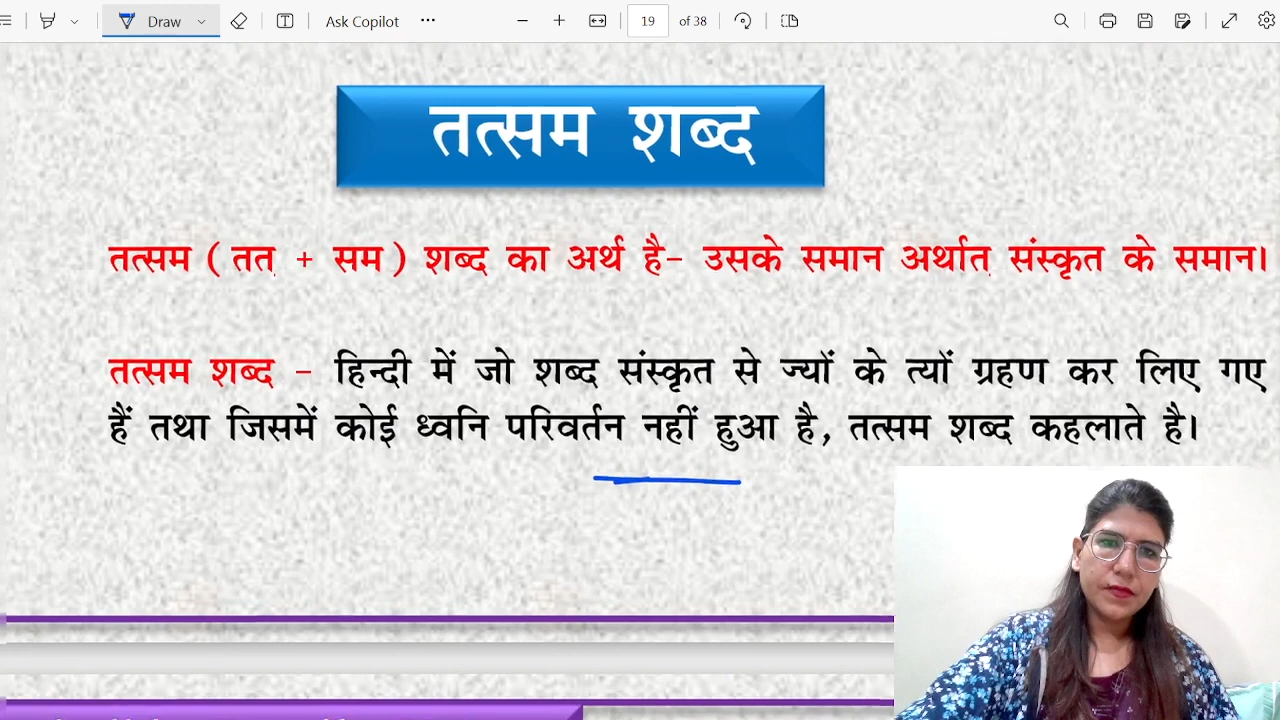 Draw
Ask Copilot
19 of 38
तत्सम शब्द
तत्सम ( तत् + सम ) शब्द का अर्थ है- उसके समान अर्थात् संस्कृत के समान।
तत्सम शब्द - हिन्दी में जो शब्द संस्कृत से ज्यों के त्यों ग्रहण कर लिए गए
हैं तथा जिसमें कोई ध्वनि परिवर्तन नहीं हुआ है, तत्सम शब्द कहलाते है।